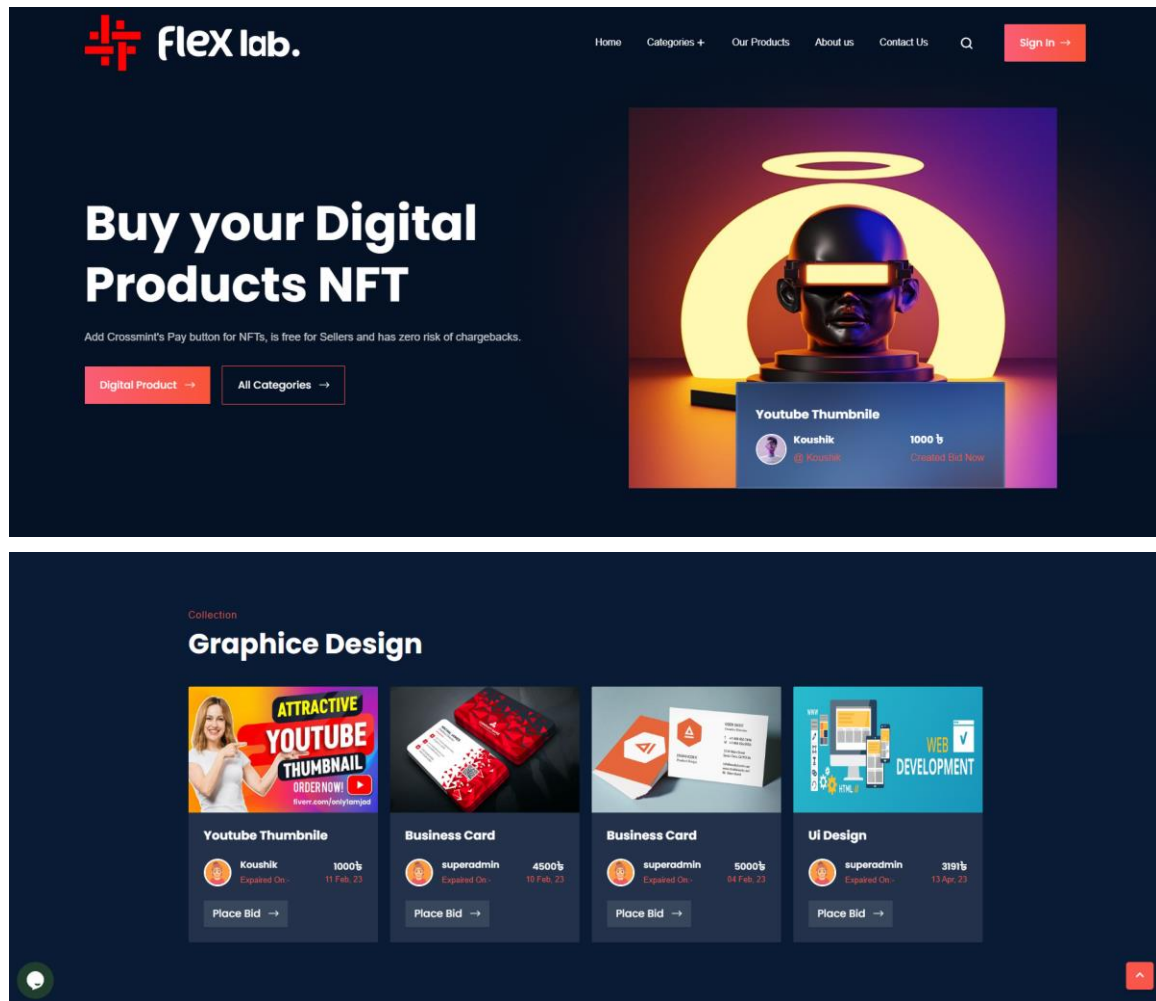 flex lab.
Home Categories + Our Products About us Contact Us Sign In →
Buy your Digital
Products NFT
Add Crossmint's Pay button for NFTs, is free for Sellers and has zero risk of chargebacks.
Digital Product → All Categories →
Youtube Thumbnile
Koushik 1000 ৳
@ Koushik Created Bid Now
Collection
Graphice Design
ATTRACTIVE
YOUTUBE
THUMBNAIL
ORDER NOW!
fiverr.com/only1amjad
WEB
DEVELOPMENT
HTML
Youtube Thumbnile
Koushik 1000৳
Expaired On:- 11 Feb, 23
Place Bid →
Business Card
superadmin 4500৳
Expaired On:- 10 Feb, 23
Place Bid →
Business Card
superadmin 5000৳
Expaired On:- 04 Feb, 23
Place Bid →
Ui Design
superadmin 3191৳
Expaired On:- 13 Apr, 23
Place Bid →